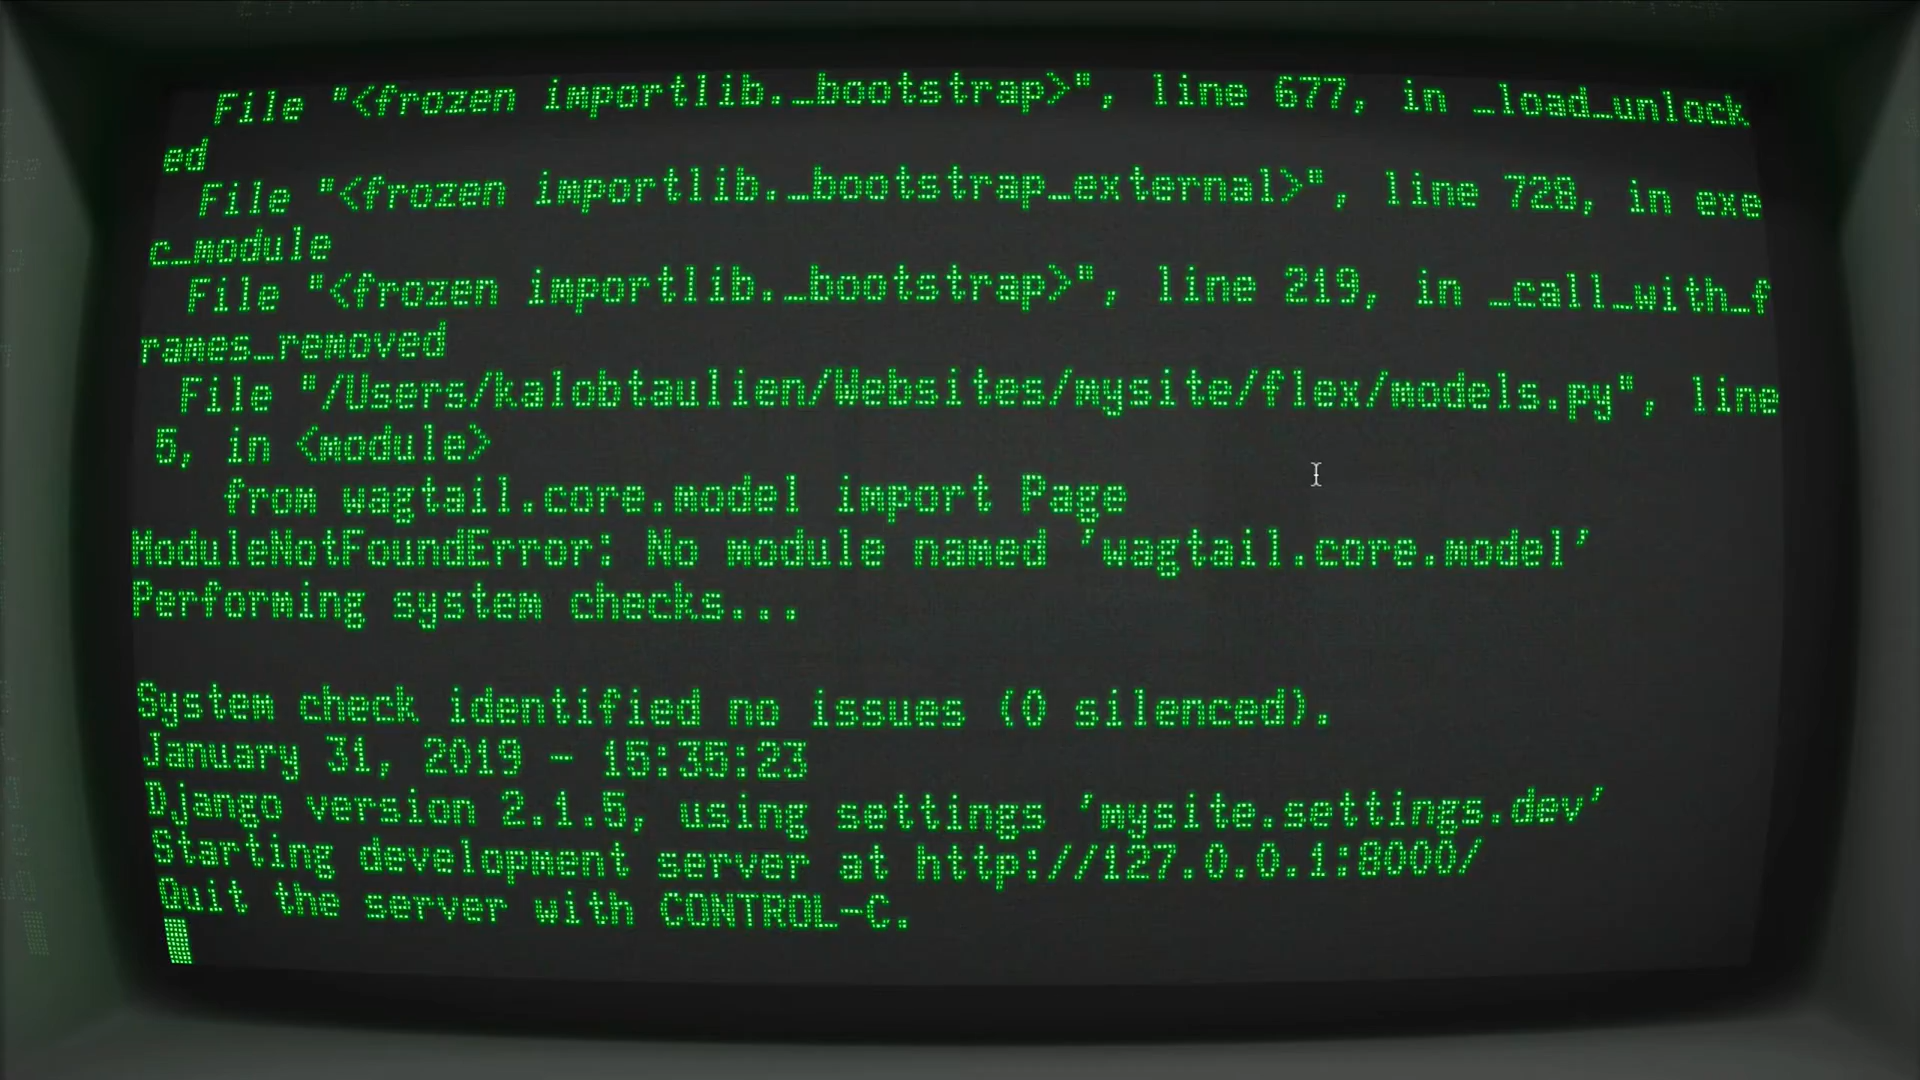 File "<frozen importlib._bootstrap>", line 677, in _load_unlock
ed
File "<frozen importlib._bootstrap_external>", line 728, in exe
c_module
File "<frozen importlib._bootstrap>", line 219, in _call_with_f
rames_removed
File "/Users/kalobtaulien/Websites/mysite/flex/models.py", line
5, in <module>
from wagtail.core.model import Page
ModuleNotFoundError: No module named 'wagtail.core.model'
Performing system checks...
System check identified no issues (0 silenced).
January 31, 2019 - 15:35:23
Django version 2.1.5, using settings 'mysite.settings.dev'
Starting development server at http://127.0.0.1:8000/
Quit the server with CONTROL-C.